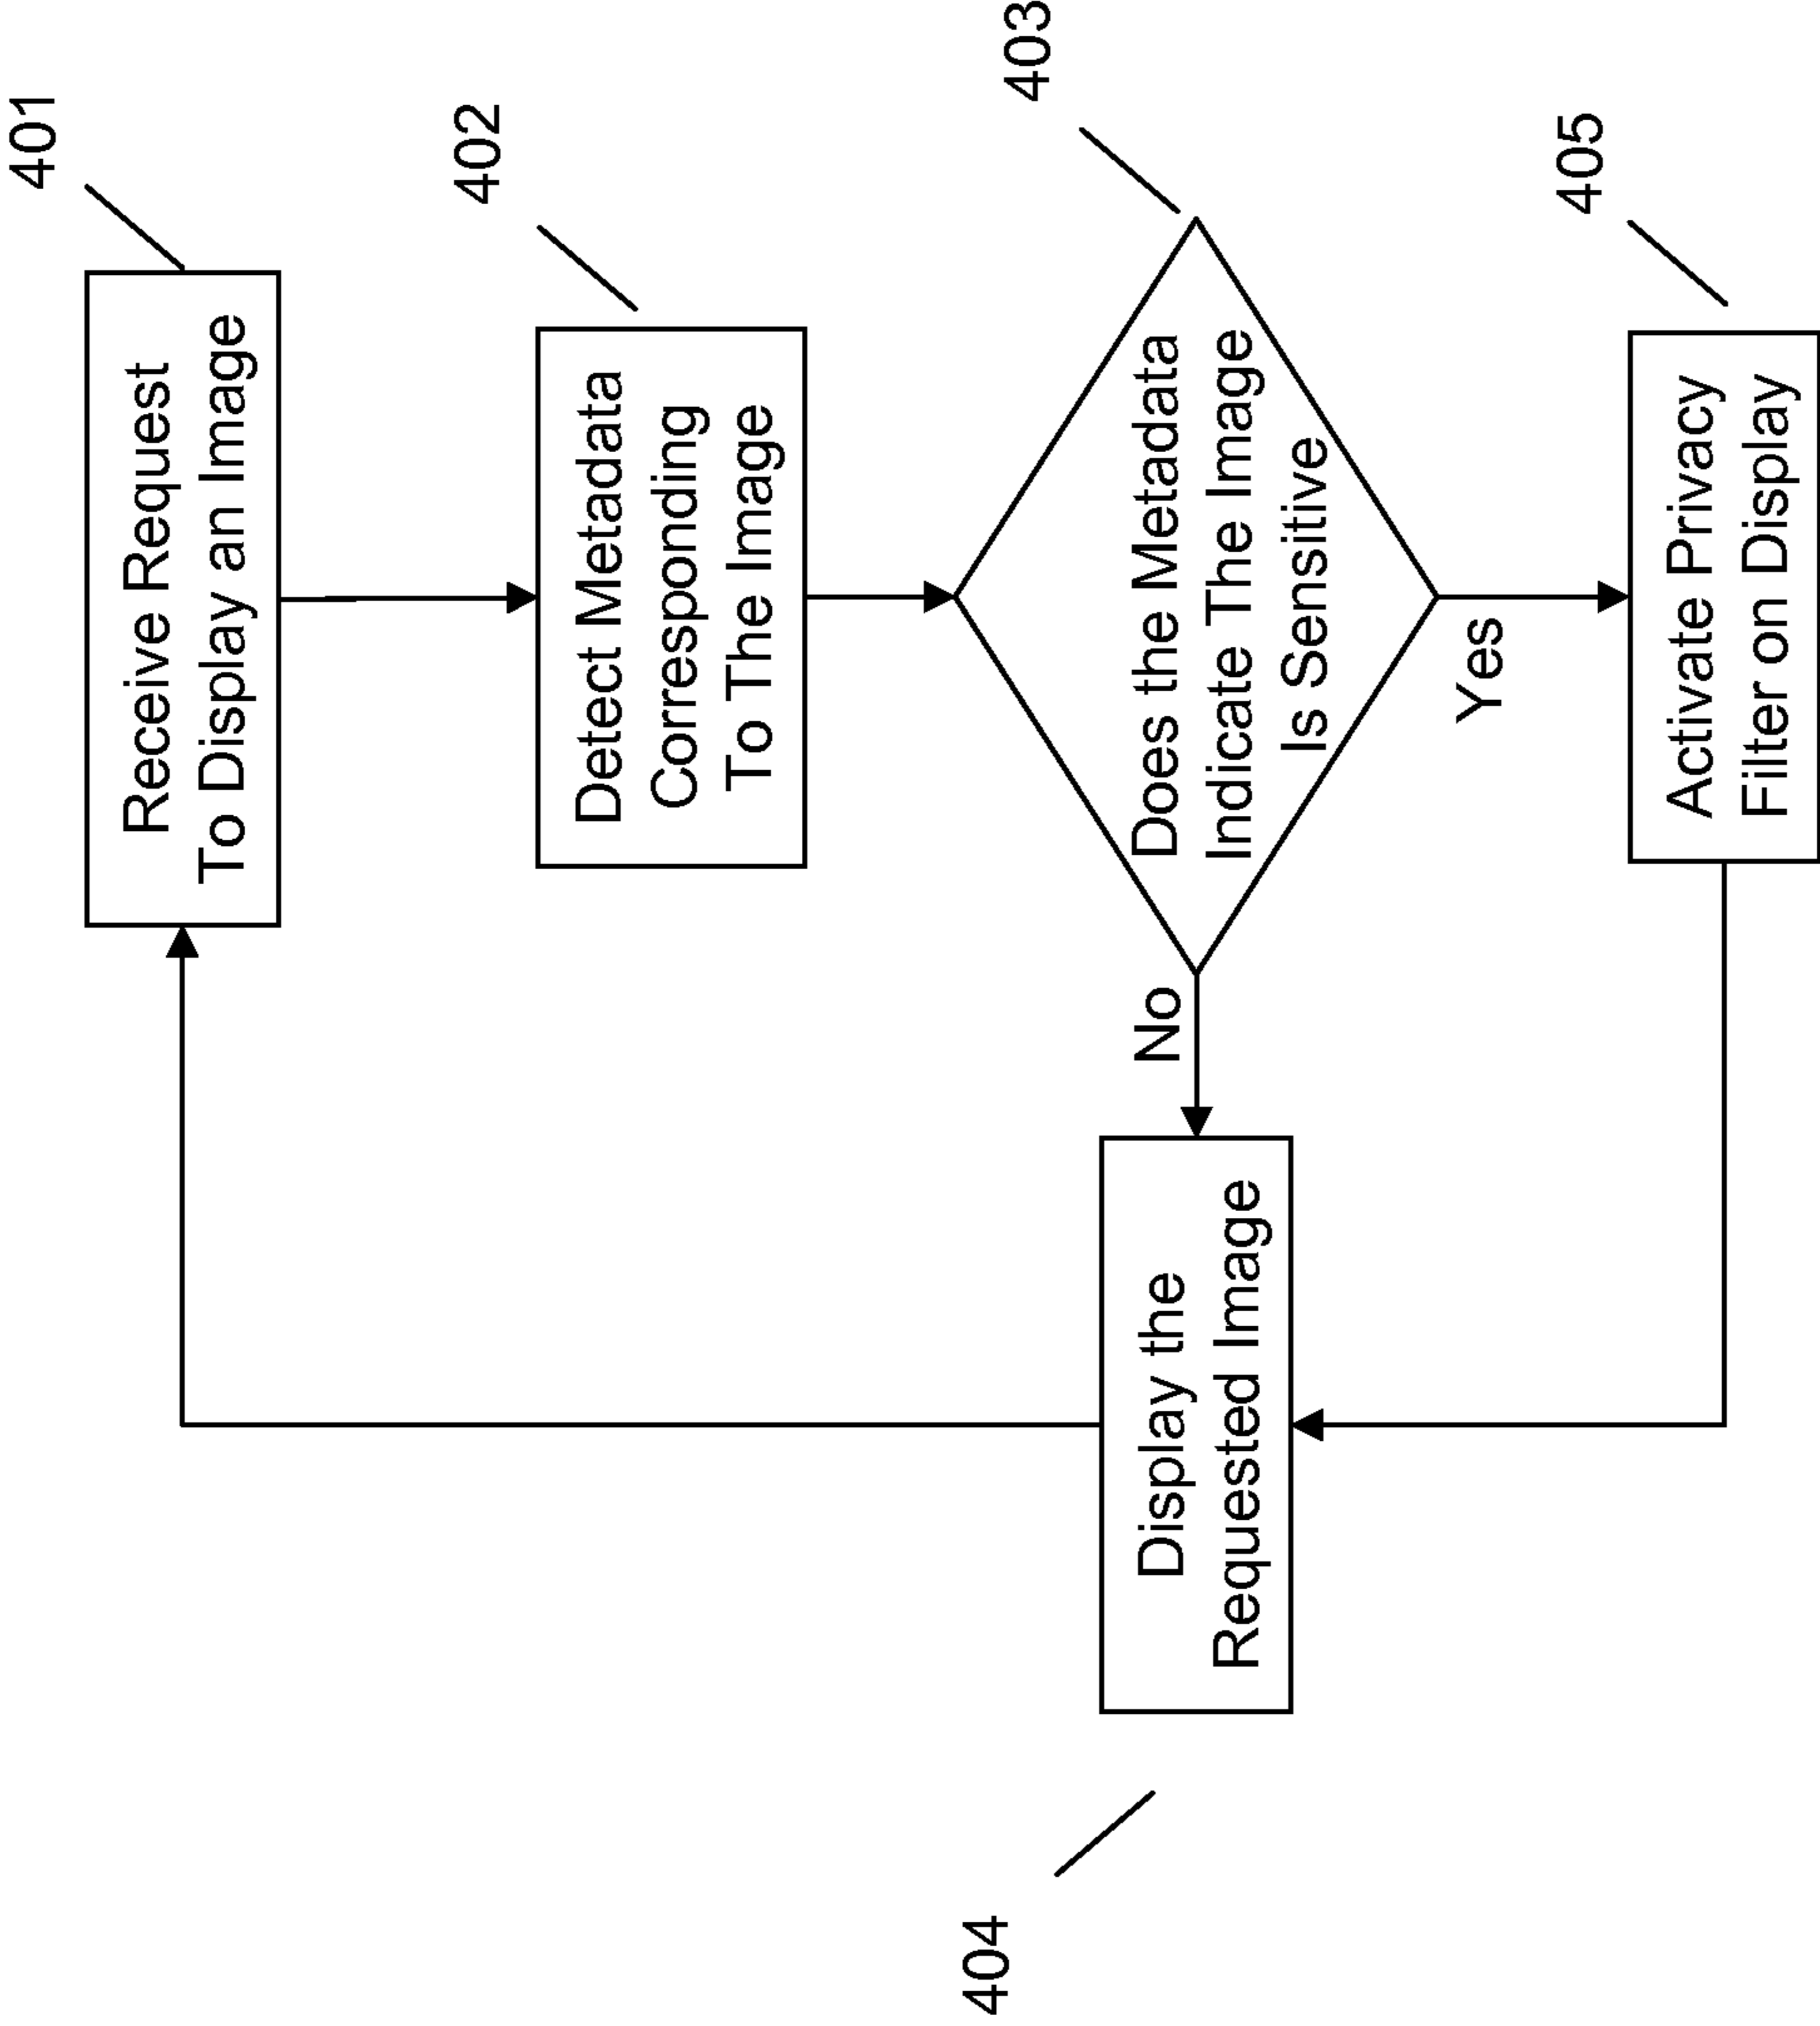 401
Receive Request
To Display an Image
402
Detect Metadata
Corresponding
To The Image
403
Does the Metadata
Indicate The Image
Is Sensitive
No
Yes
404
Display the
Requested Image
405
Activate Privacy
Filter on Display